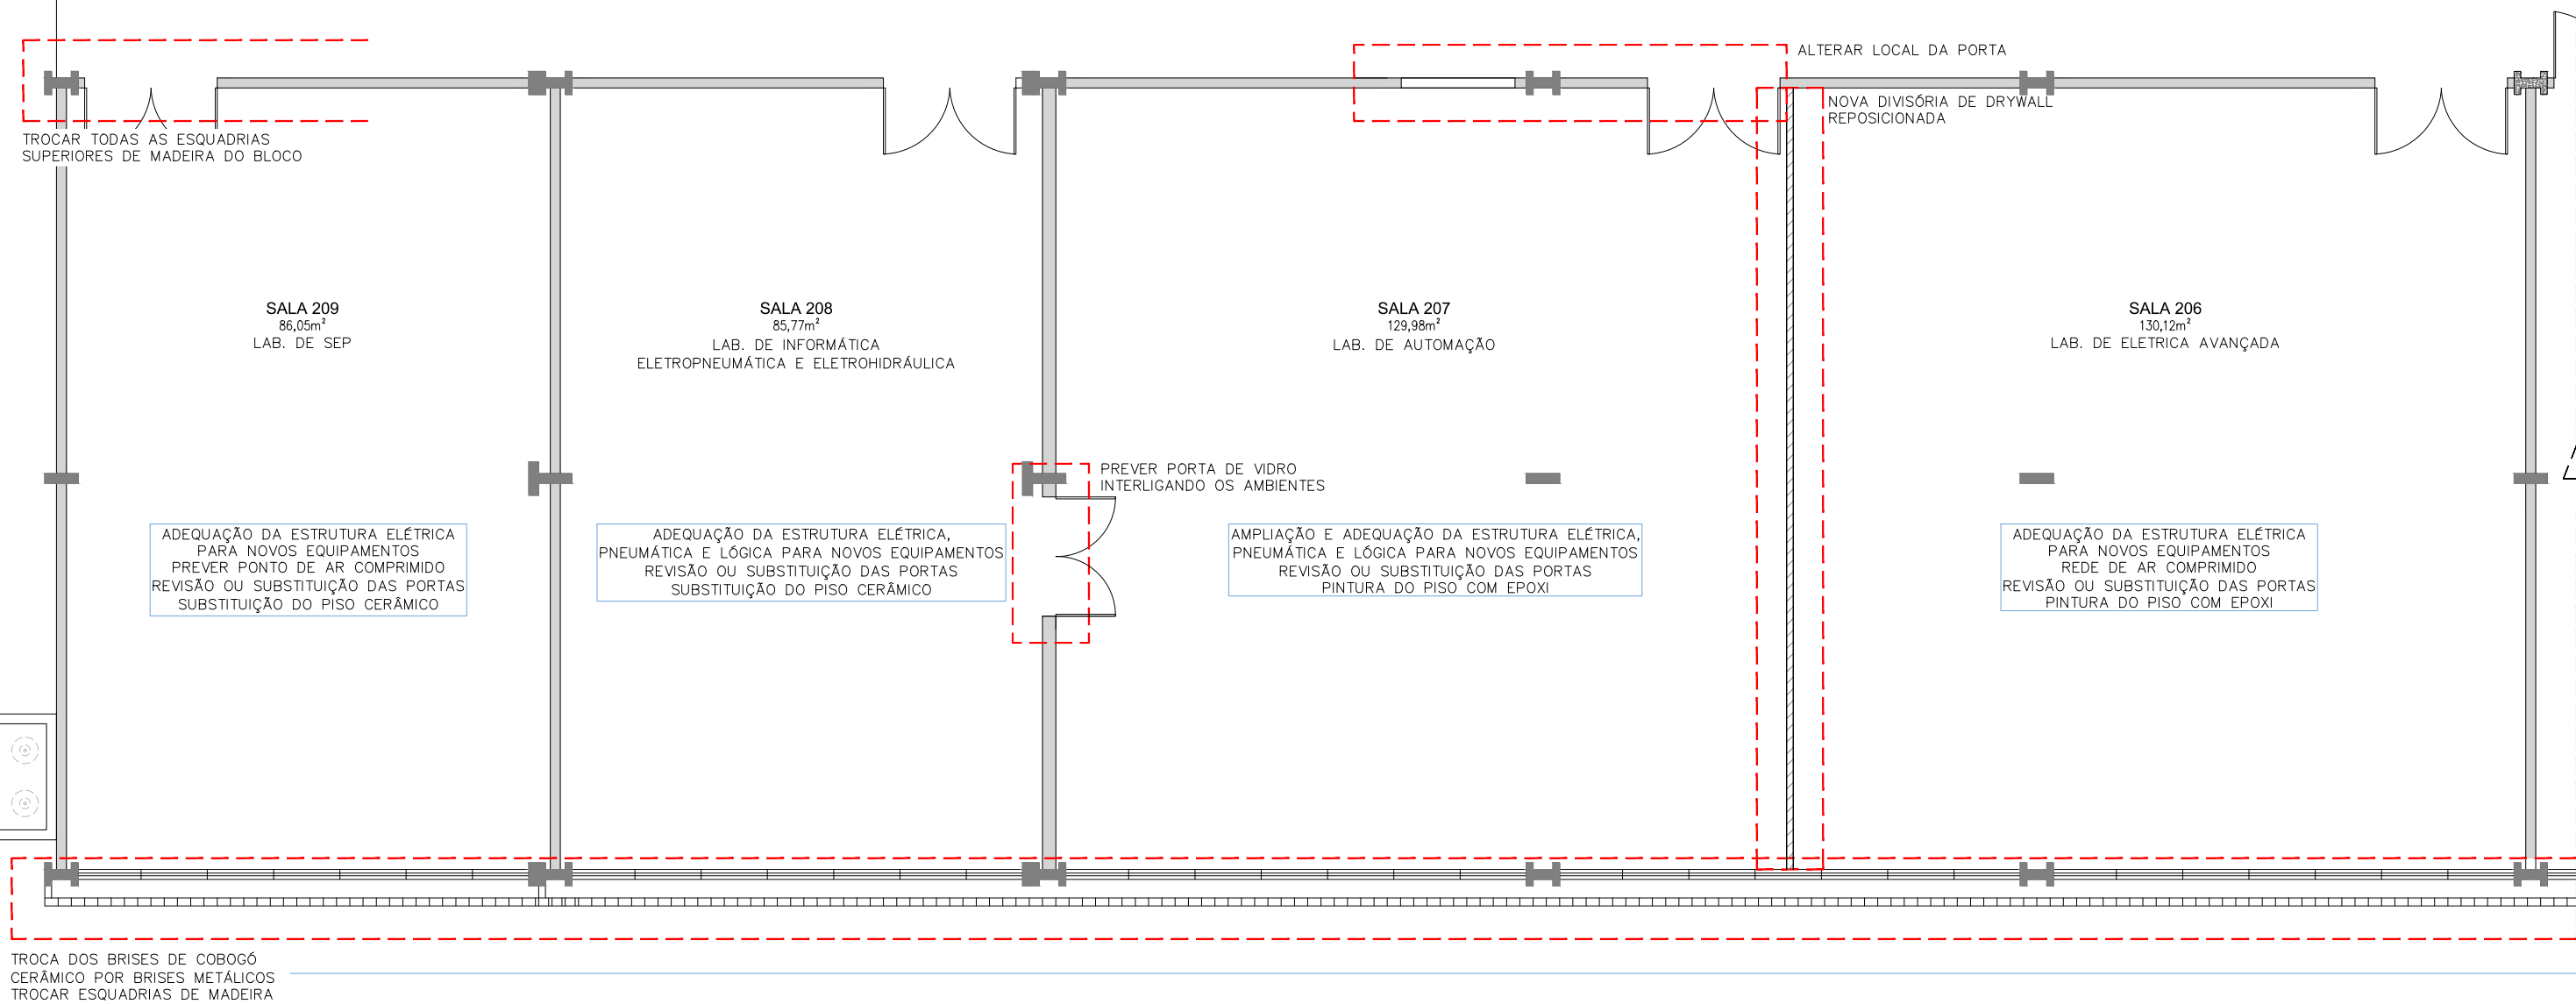 ALTERAR LOCAL DA PORTA
NOVA DIVISÓRIA DE DRYWALL
REPOSICIONADA
TROCAR TODAS AS ESQUADRIAS
SUPERIORES DE MADEIRA DO BLOCO
SALA 209
86,05m²
LAB. DE SEP
SALA 208
85,77m²
LAB. DE INFORMÁTICA
ELETROPNEUMÁTICA E ELETROHIDRÁULICA
SALA 207
129,98m²
LAB. DE AUTOMAÇÃO
SALA 206
130,12m²
LAB. DE ELETRICA AVANÇADA
PREVER PORTA DE VIDRO
INTERLIGANDO OS AMBIENTES
ADEQUAÇÃO DA ESTRUTURA ELÉTRICA
PARA NOVOS EQUIPAMENTOS
PREVER PONTO DE AR COMPRIMIDO
REVISÃO OU SUBSTITUIÇÃO DAS PORTAS
SUBSTITUIÇÃO DO PISO CERÂMICO
ADEQUAÇÃO DA ESTRUTURA ELÉTRICA,
PNEUMÁTICA E LÓGICA PARA NOVOS EQUIPAMENTOS
REVISÃO OU SUBSTITUIÇÃO DAS PORTAS
SUBSTITUIÇÃO DO PISO CERÂMICO
AMPLIAÇÃO E ADEQUAÇÃO DA ESTRUTURA ELÉTRICA,
PNEUMÁTICA E LÓGICA PARA NOVOS EQUIPAMENTOS
REVISÃO OU SUBSTITUIÇÃO DAS PORTAS
PINTURA DO PISO COM EPOXI
ADEQUAÇÃO DA ESTRUTURA ELÉTRICA
PARA NOVOS EQUIPAMENTOS
REDE DE AR COMPRIMIDO
REVISÃO OU SUBSTITUIÇÃO DAS PORTAS
PINTURA DO PISO COM EPOXI
TROCA DOS BRISES DE COBOGÓ
CERÂMICO POR BRISES METÁLICOS
TROCAR ESQUADRIAS DE MADEIRA